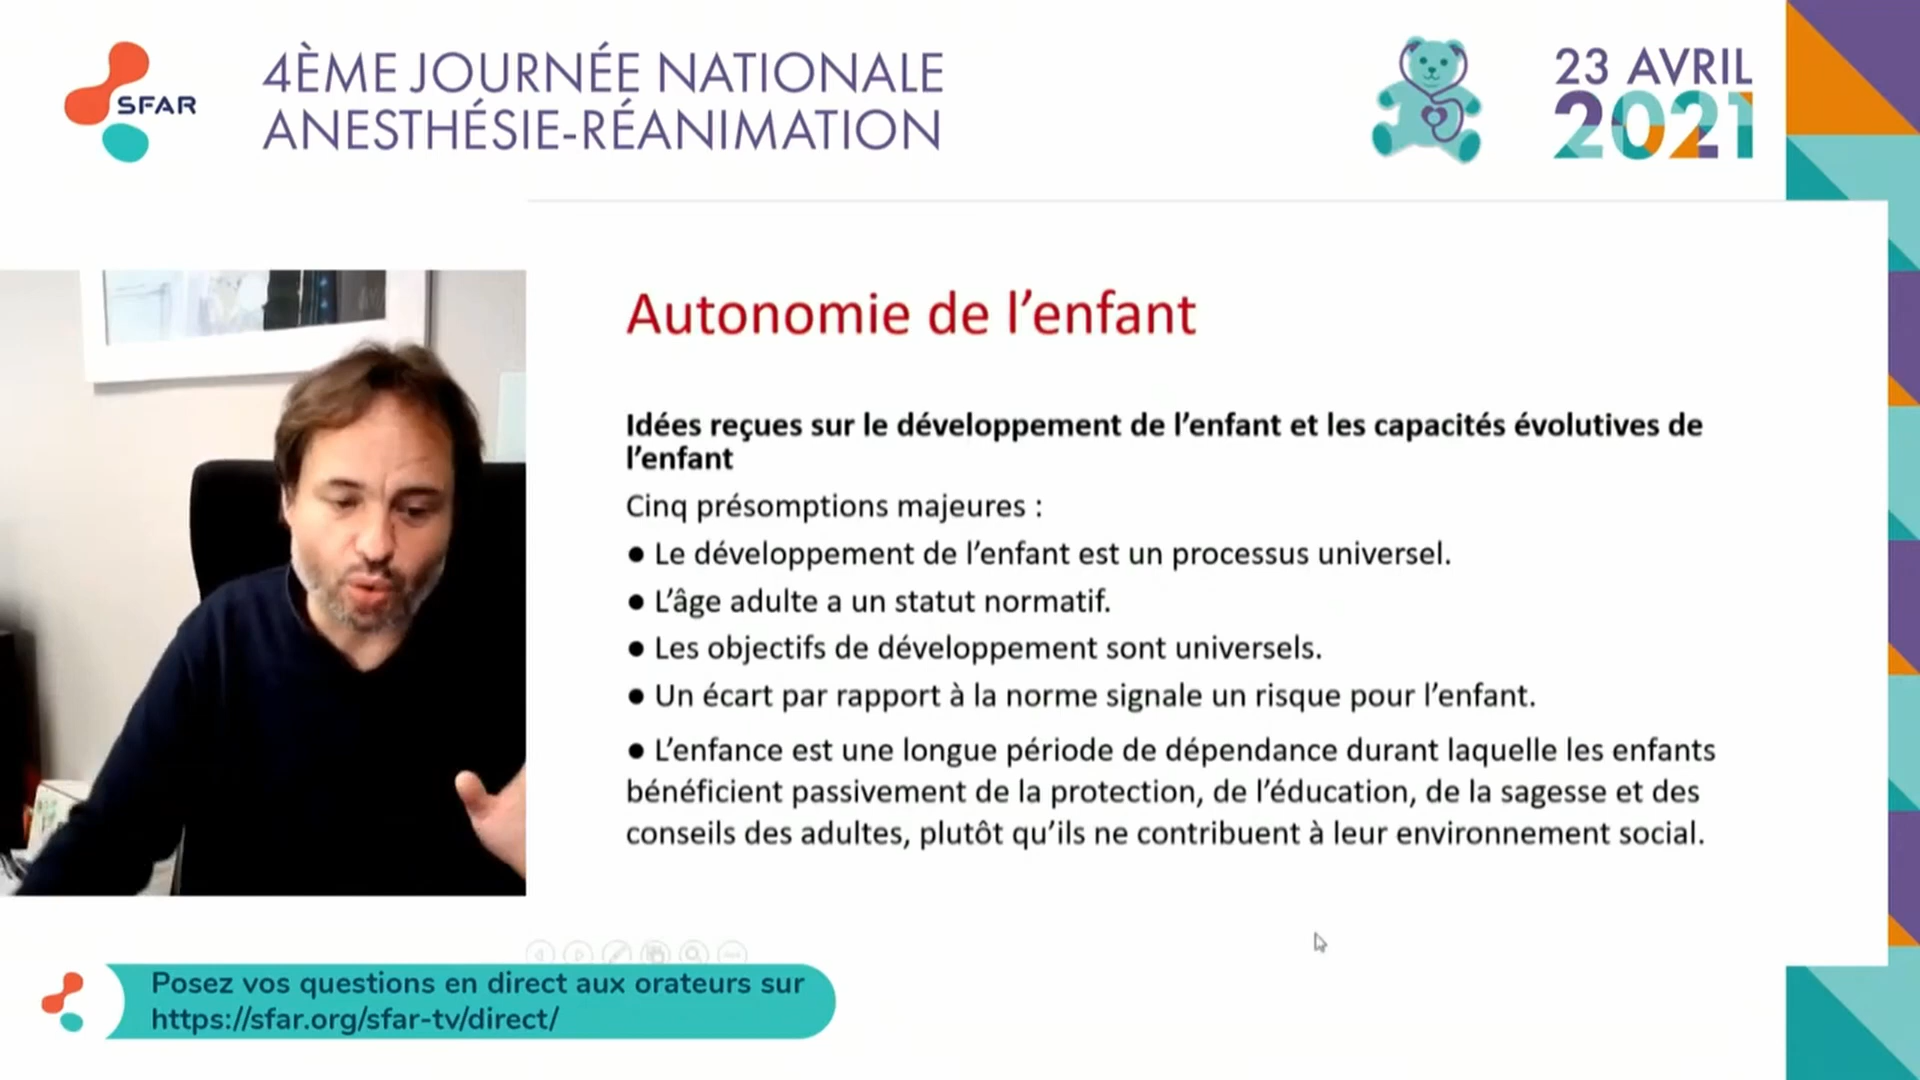 SFAR
4ÈME JOURNÉE NATIONALE
ANESTHÉSIE-RÉANIMATION
23 AVRIL
2021
Autonomie de l’enfant
Idées reçues sur le développement de l’enfant et les capacités évolutives de
l’enfant
Cinq présomptions majeures :
● Le développement de l’enfant est un processus universel.
● L’âge adulte a un statut normatif.
● Les objectifs de développement sont universels.
● Un écart par rapport à la norme signale un risque pour l’enfant.
● L’enfance est une longue période de dépendance durant laquelle les enfants
bénéficient passivement de la protection, de l’éducation, de la sagesse et des
conseils des adultes, plutôt qu’ils ne contribuent à leur environnement social.
Posez vos questions en direct aux orateurs sur
https://sfar.org/sfar-tv/direct/